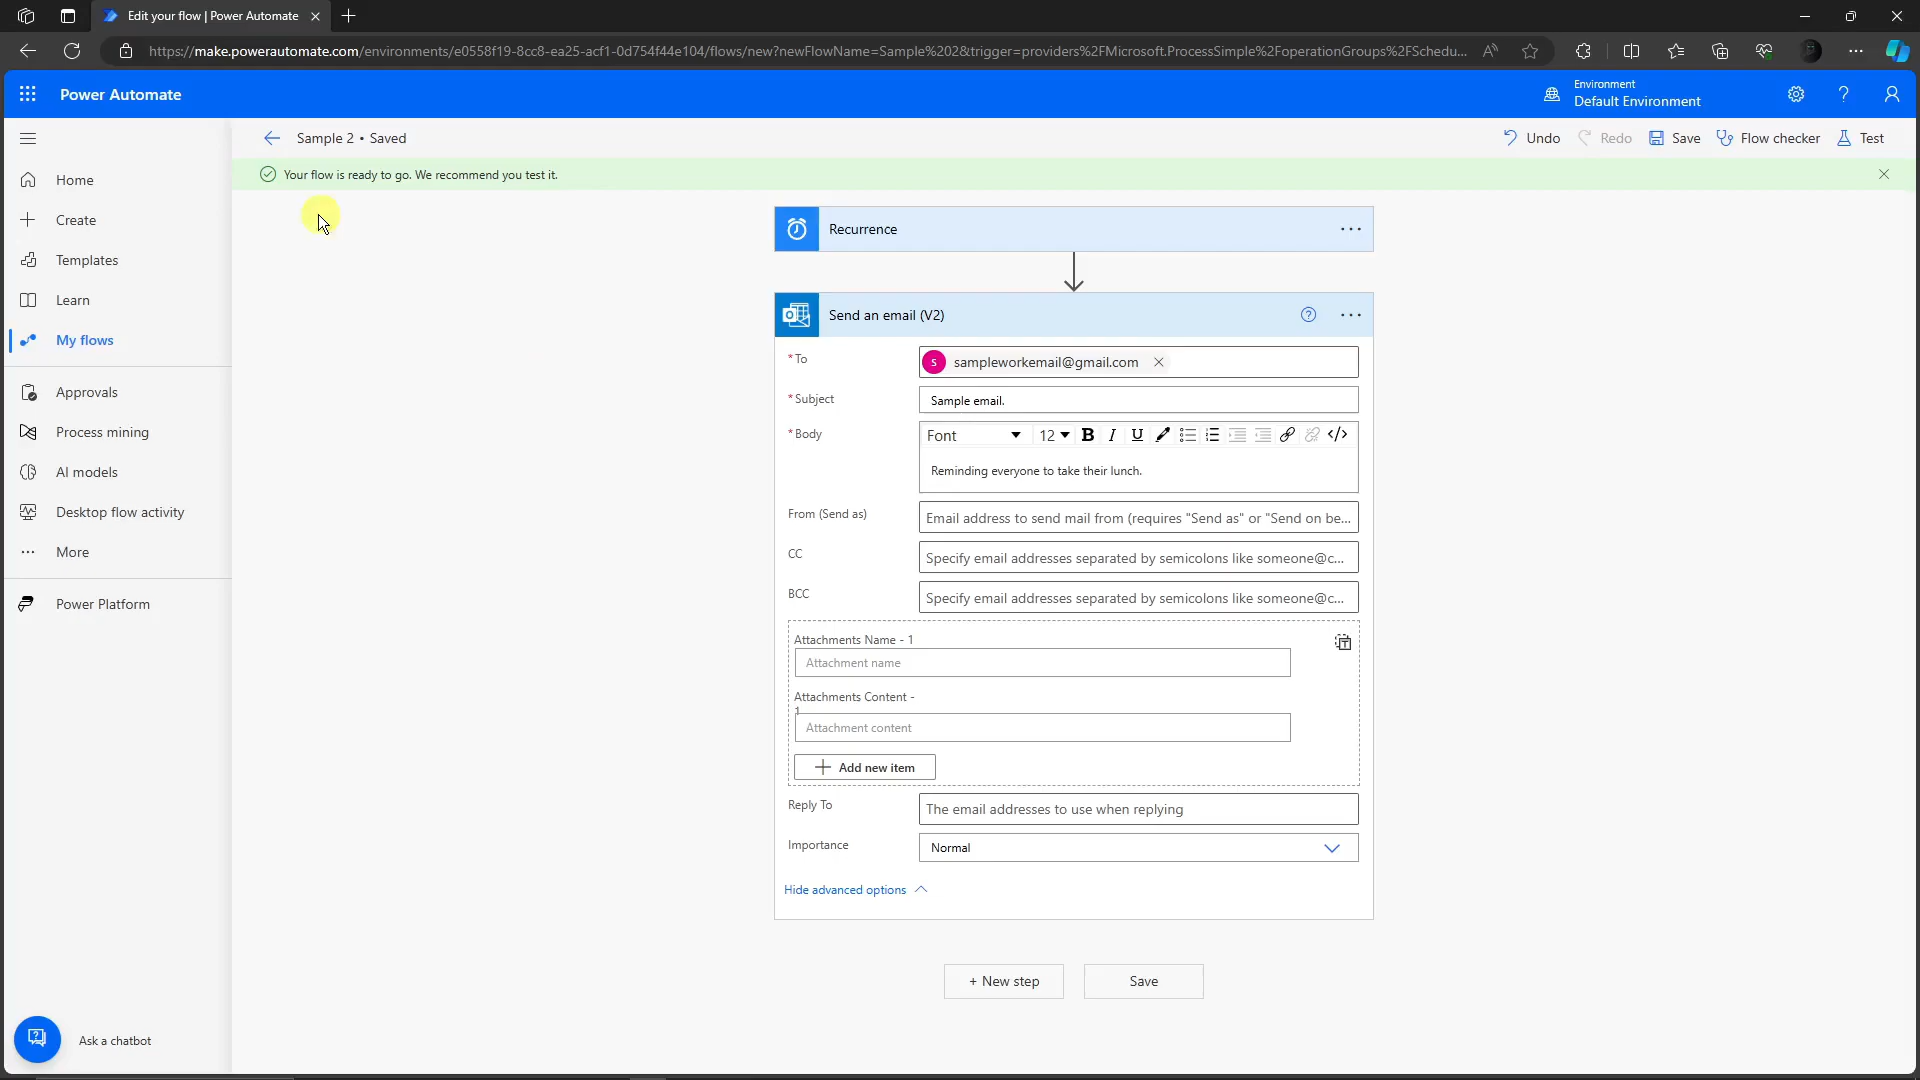 Edit your flow | Power Automate
https://make.powerautomate.com/environments/e0558f19-8cc8-ea25-acf1-0d754f44e104/flows/new?newFlowName=Sample%202&trigger=providers%2FMicrosoft.ProcessSimple%2FoperationGroups%2FSchedu...
Power Automate
Environment
Default Environment
Sample 2 • Saved
Undo
Redo
Save
Flow checker
Test
Your flow is ready to go. We recommend you test it.
Home
Create
Templates
Learn
My flows
Approvals
Process mining
AI models
Desktop flow activity
More
Power Platform
Ask a chatbot
Recurrence
Send an email (V2)
* To
s sampleworkemail@gmail.com
* Subject
Sample email.
* Body
Font 12 B I U </>
Reminding everyone to take their lunch.
From (Send as)
Email address to send mail from (requires "Send as" or "Send on be...
CC
Specify email addresses separated by semicolons like someone@c...
BCC
Specify email addresses separated by semicolons like someone@c...
Attachments Name - 1
Attachment name
Attachments Content -
1
Attachment content
Add new item
Reply To
The email addresses to use when replying
Importance
Normal
Hide advanced options
+ New step
Save